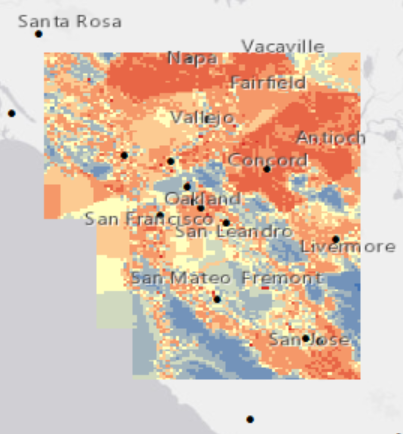 Santa Rosa
Vacaville
Napa
Fairfield
Vallejo
Antioch
Concord
Oakland
San Francisco
San Leandro
Livermore
San Mateo
Fremont
San Jose